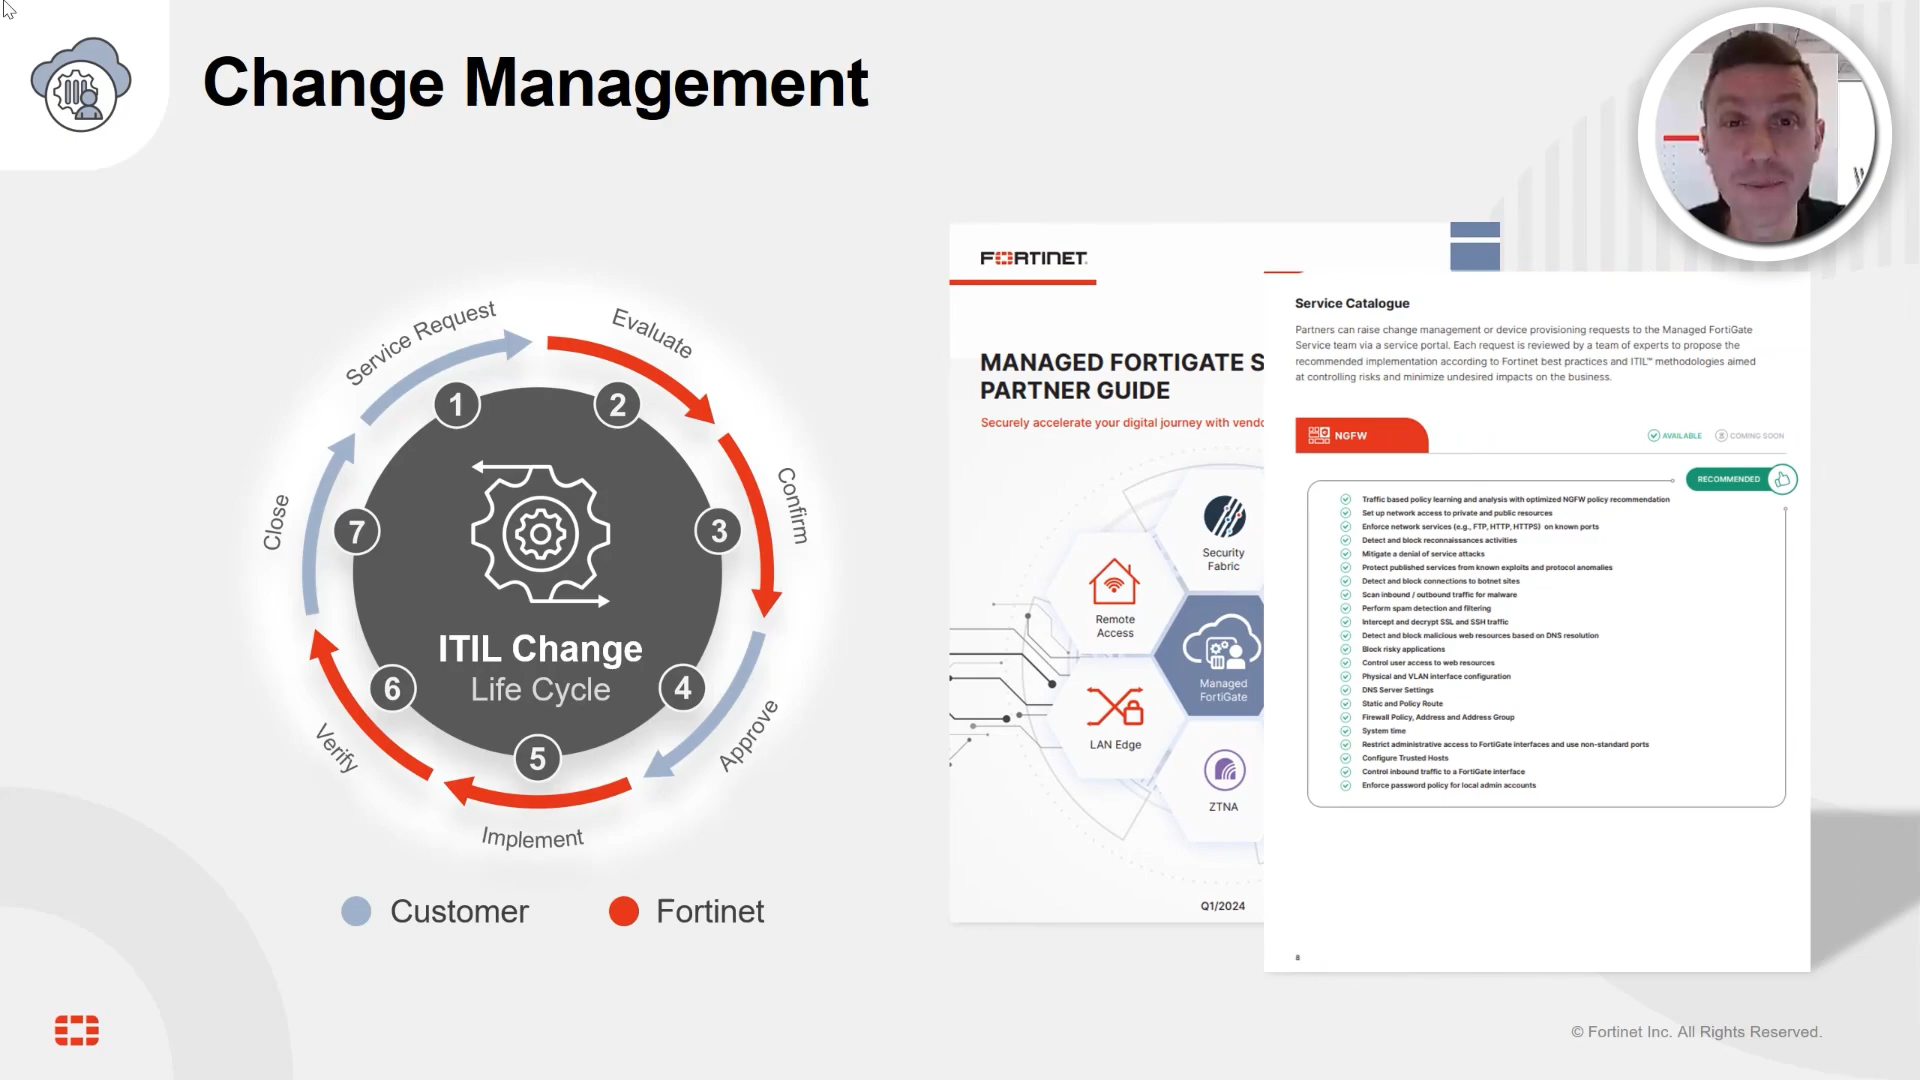 Change Management
Service Request
Evaluate
Confirm
Approve
Implement
Verify
Close
1
2
3
4
5
6
7
ITIL Change
Life Cycle
Customer
Fortinet
FORTINET
MANAGED FORTIGATE S
PARTNER GUIDE
Securely accelerate your digital journey with vendo
Security
Fabric
Remote
Access
Managed
FortiGate
LAN Edge
ZTNA
Q1/2024
Service Catalogue
Partners can raise change management or device provisioning requests to the Managed FortiGate
Service team via a service portal. Each request is reviewed by a team of experts to propose the
recommended implementation according to Fortinet best practices and ITIL™ methodologies aimed
at controlling risks and minimize undesired impacts on the business.
NGFW
AVAILABLE
COMING SOON
RECOMMENDED
Traffic based policy learning and analysis with optimized NGFW policy recommendation
Set up network access to private and public resources
Enforce network services (e.g., FTP, HTTP, HTTPS) on known ports
Detect and block reconnaissances activities
Mitigate a denial of service attacks
Protect published services from known exploits and protocol anomalies
Detect and block connections to botnet sites
Scan inbound / outbound traffic for malware
Perform spam detection and filtering
Intercept and decrypt SSL and SSH traffic
Detect and block malicious web resources based on DNS resolution
Block risky applications
Control user access to web resources
Physical and VLAN interface configuration
DNS Server Settings
Static and Policy Route
Firewall Policy, Address and Address Group
System time
Restrict administrative access to FortiGate interfaces and use non-standard ports
Configure Trusted Hosts
Control inbound traffic to a FortiGate interface
Enforce password policy for local admin accounts
8
© Fortinet Inc. All Rights Reserved.